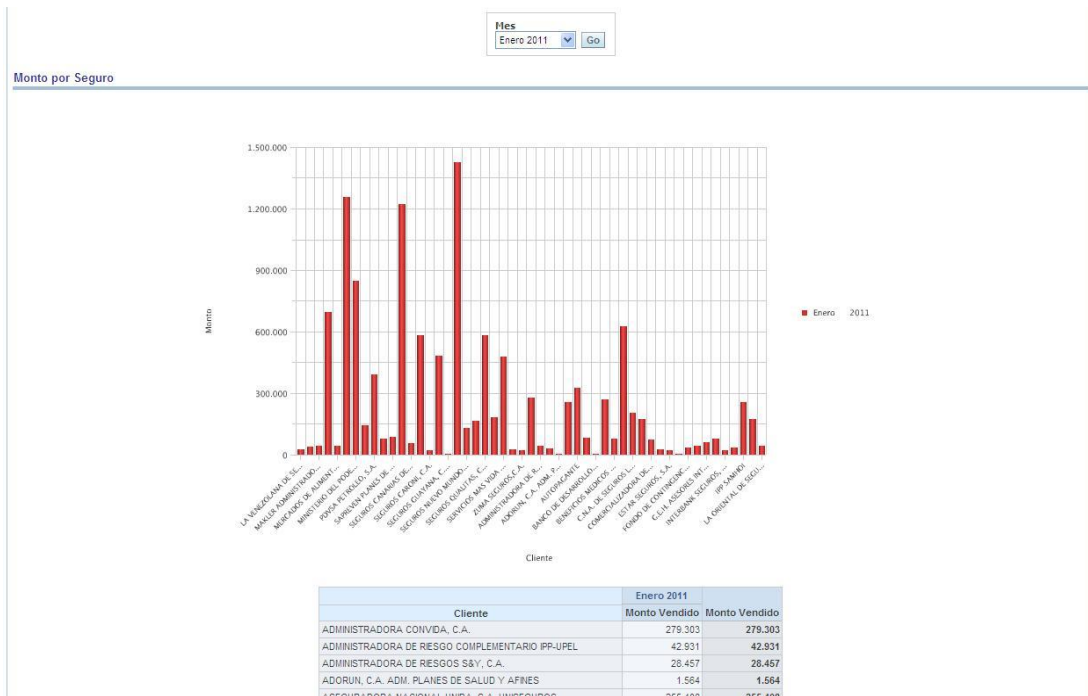 Mes
Enero 2011
Go
Monto por Seguro
1.500.000
1.200.000
900.000
600.000
300.000
0
Monto
Enero 2011
LA VENEZOLANA DE SE...
MAKLER ADMINISTRADO...
MERCADOS DE ALIMENT...
MINISTERIO DEL PODE...
PDVSA PETROLEO, S.A.
SAPREVEN PLANES DE ...
SEGUROS CANARIAS DE...
SEGUROS CARONI, C.A.
SEGUROS GUAYANA, C....
SEGUROS NUEVO MUNDO...
SEGUROS QUALITAS, C...
SERVICIOS MAS VIDA ...
ZUMA SEGUROS,C.A.
ADMINISTRADORA DE R...
ADORUN, C.A. ADM. P...
AUTOPAGANTE
BANCO DE DESARROLLO...
BENEFICIOS MEDICOS ...
C.N.A. DE SEGUROS L...
COMERCIALIZADORA DE...
ESTAR SEGUROS, S.A.
FONDO DE CONTINGENC...
G.E.H. ASESORES INT...
INTERBANK SEGUROS, ...
IPP SAMIHOI
LA ORIENTAL DE SEGU...
Cliente
Enero 2011
Cliente Monto Vendido Monto Vendido
ADMINISTRADORA CONVIDA, C.A. 279.303 279.303
ADMINISTRADORA DE RIESGO COMPLEMENTARIO IPP-UPEL 42.931 42.931
ADMINISTRADORA DE RIESGOS S&Y, C.A. 28.457 28.457
ADORUN, C.A. ADM. PLANES DE SALUD Y AFINES 1.564 1.564